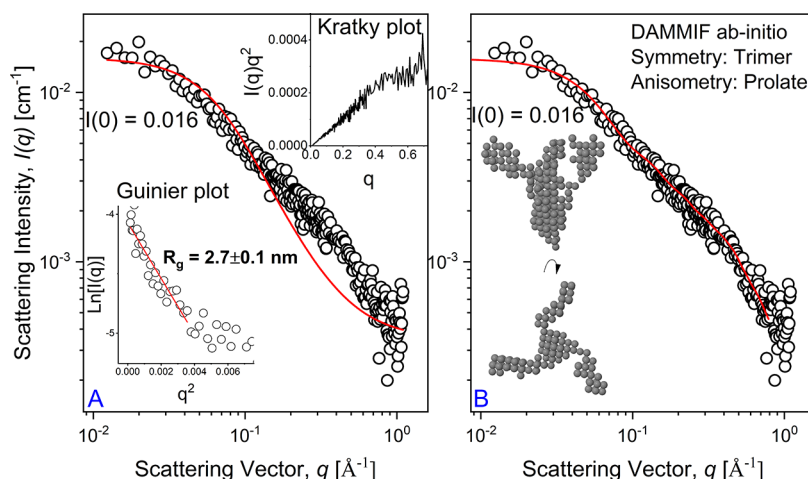 Kratky plot
I(q)q²
0.0004
0.0002
0.0000
0.0 0.2 0.4 0.6
q
I(0) = 0.016
Guinier plot
Ln[I(q)]
-4
-5
R_g = 2.7±0.1 nm
0.000 0.002 0.004 0.006
q²
A
Scattering Intensity, I(q) [cm⁻¹]
10⁻²
10⁻³
10⁻² 10⁻¹ 10⁰
Scattering Vector, q [Å⁻¹]
DAMMIF ab-initio
Symmetry: Trimer
Anisometry: Prolate
I(0) = 0.016
B
10⁻²
10⁻³
10⁻² 10⁻¹ 10⁰
Scattering Vector, q [Å⁻¹]